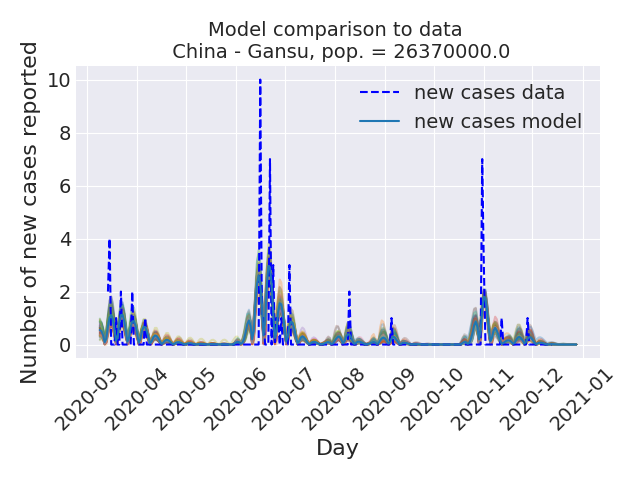 Model comparison to data
China - Gansu, pop. = 26370000.0
Number of new cases reported
10
8
6
4
2
0
new cases data
new cases model
2020-03
2020-04
2020-05
2020-06
2020-07
2020-08
2020-09
2020-10
2020-11
2020-12
2021-01
Day